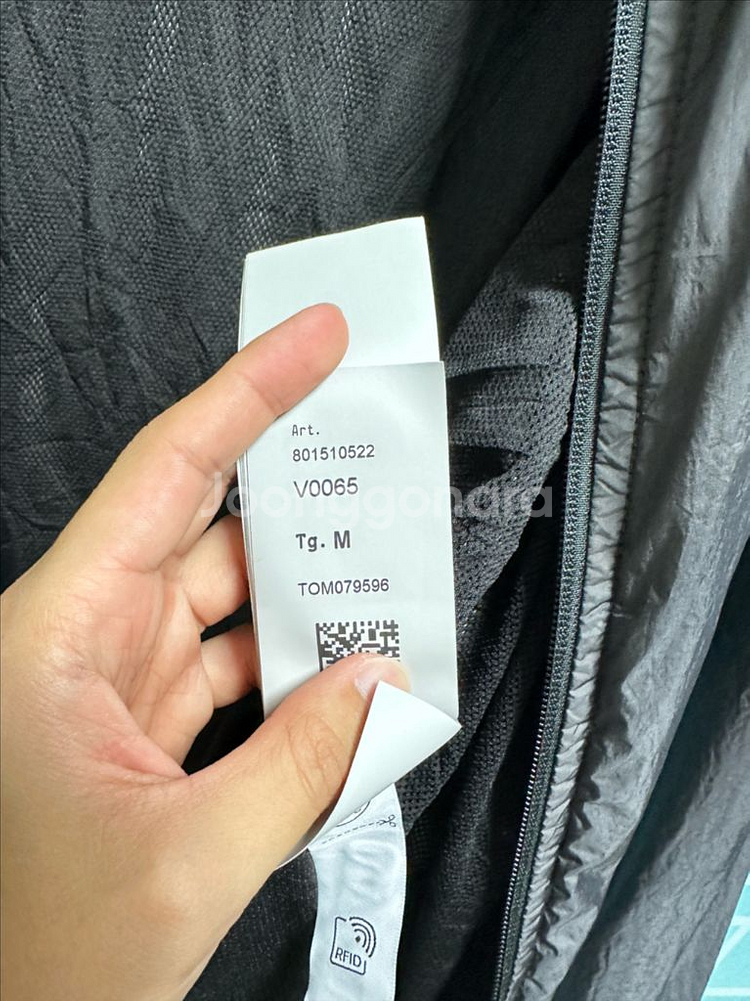 Art.
801510522
V0065
Joonggonara
Tg. M
TOM079596
RFID